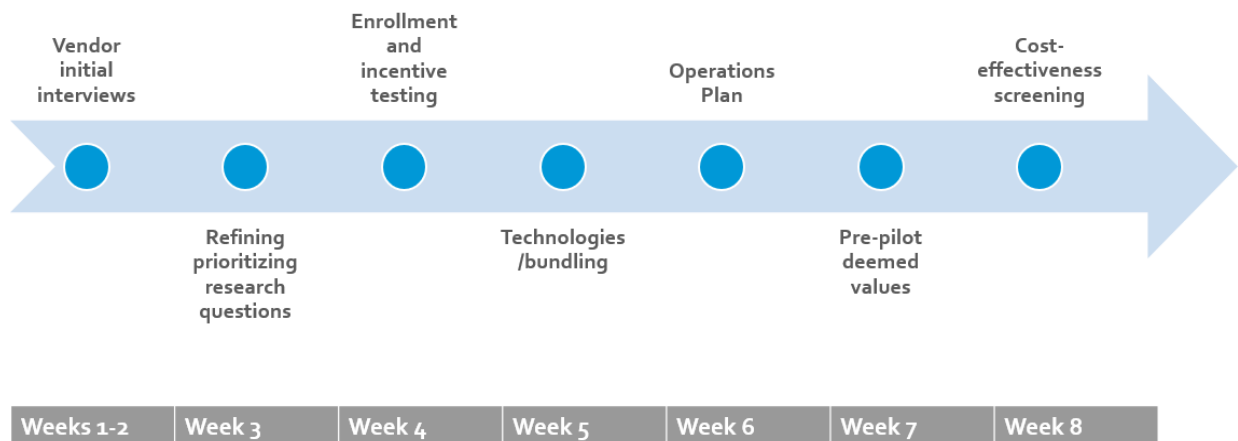 Vendor
initial
interviews
Refining
prioritizing
research
questions
Enrollment
and
incentive
testing
Technologies
/bundling
Operations
Plan
Pre-pilot
deemed
values
Cost-
effectiveness
screening
Weeks 1-2
Week 3
Week 4
Week 5
Week 6
Week 7
Week 8